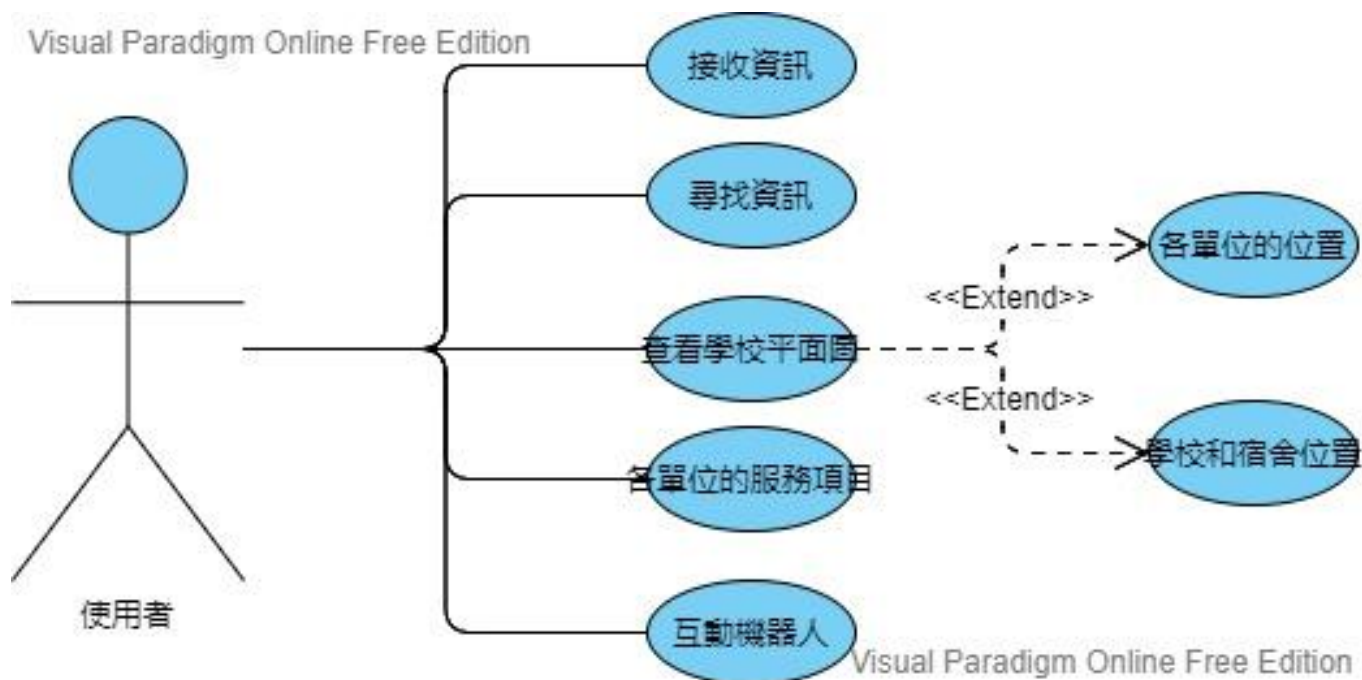 Visual Paradigm Online Free Edition
接收資訊
尋找資訊
各單位的位置
<<Extend>>
查看學校平面圖
<<Extend>>
學校和宿舍位置
各單位的服務項目
使用者
互動機器人
Visual Paradigm Online Free Edition